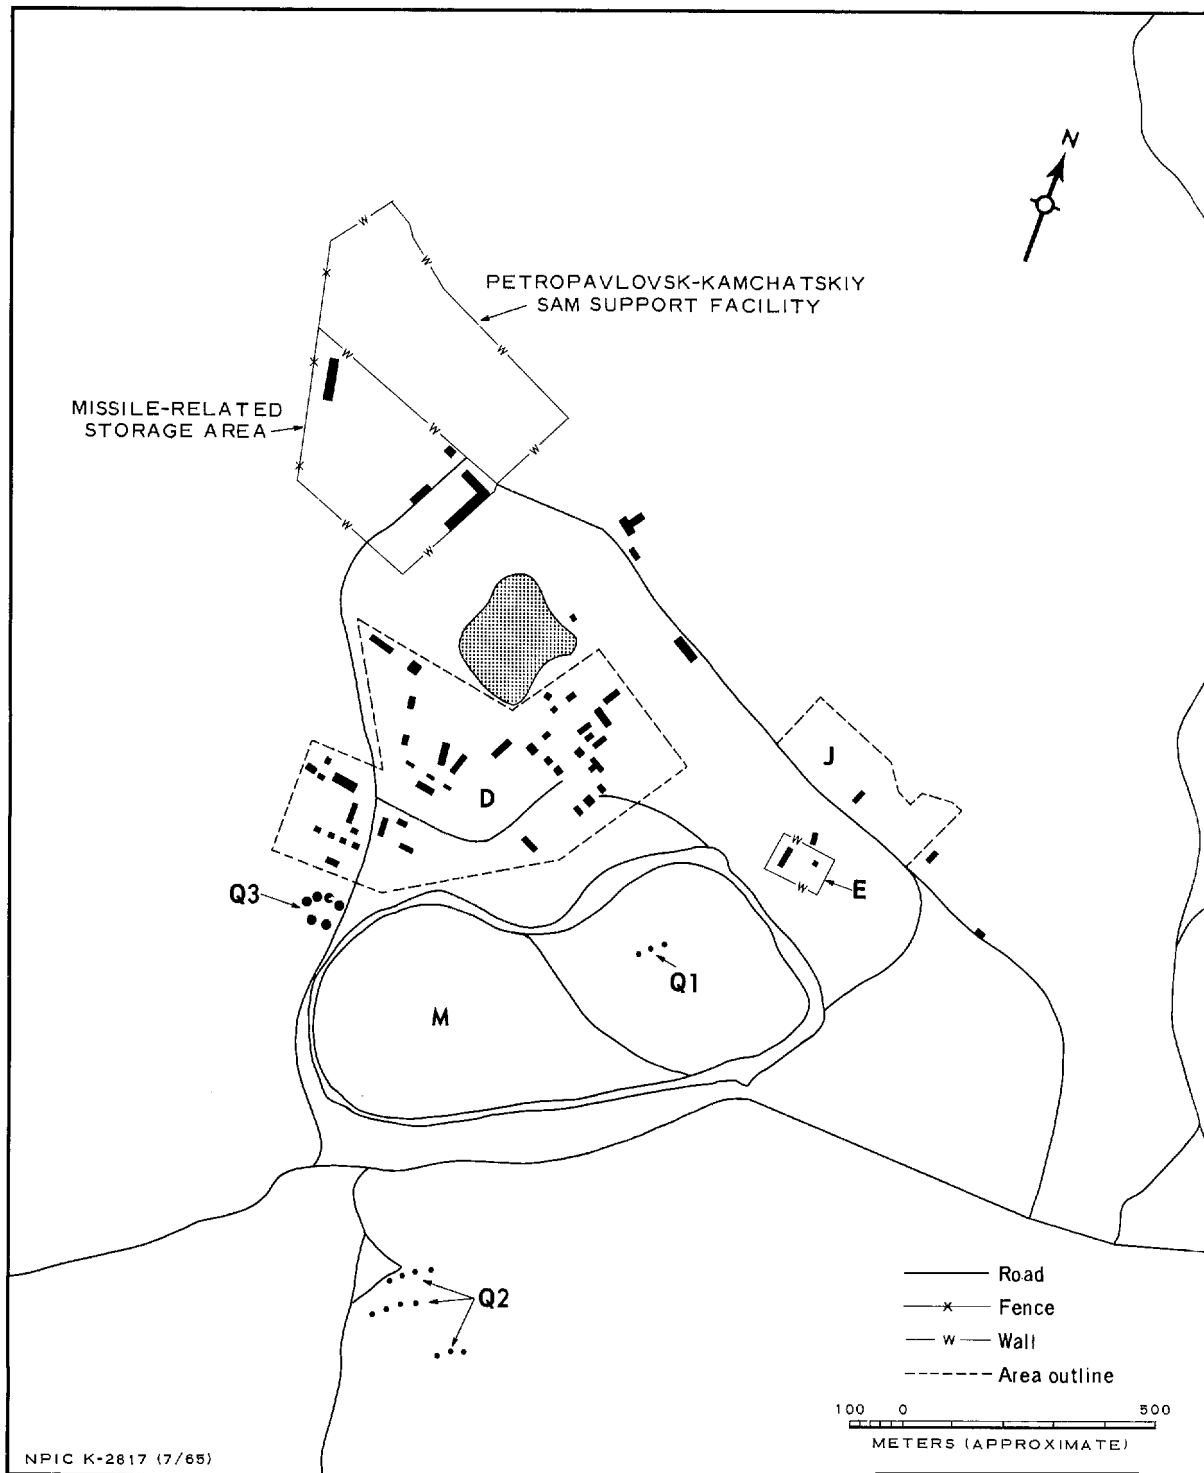 N
PETROPAVLOVSK-KAMCHATSKIY
SAM SUPPORT FACILITY
MISSILE-RELATED
STORAGE AREA
W
W
W
W
W
W
W
W
W
J
D
W
E
W
Q3
Q1
M
Q2
Road
Fence
W Wall
Area outline
100 0 500
METERS (APPROXIMATE)
NPIC K-2817 (7/65)